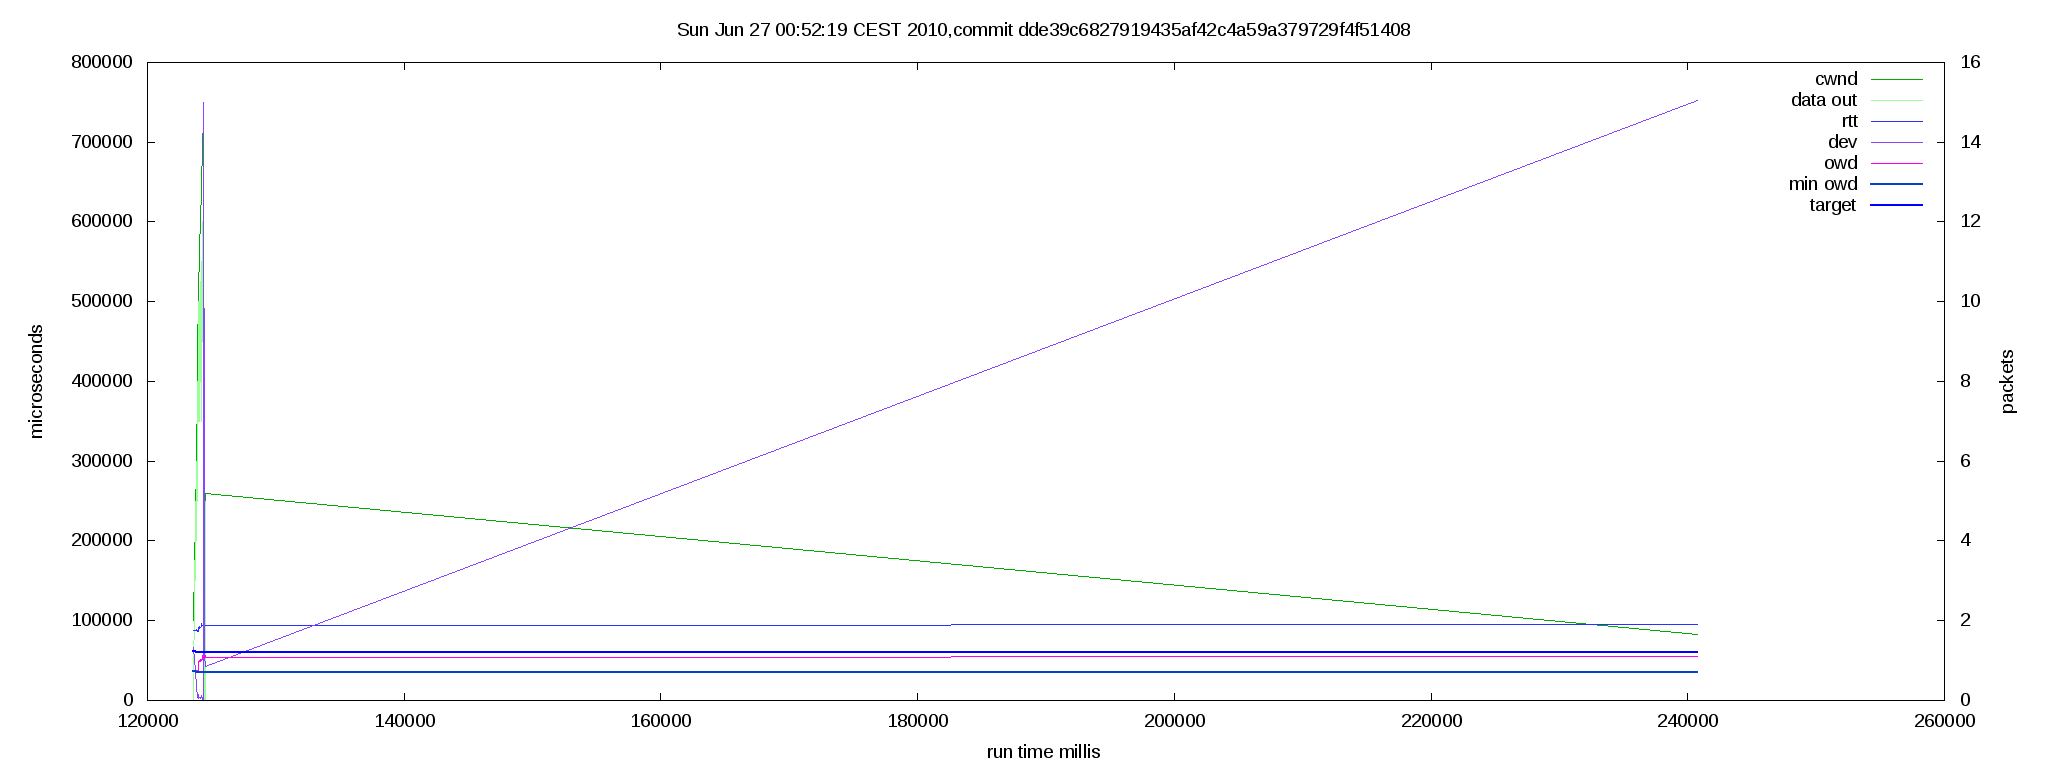 Sun Jun 27 00:52:19 CEST 2010,commit dde39c6827919435af42c4a59a379729f4f51408
800000
700000
600000
500000
400000
300000
200000
100000
0
microseconds
16
14
12
10
8
6
4
2
0
packets
cwnd
data out
rtt
dev
owd
min owd
target
120000 140000 160000 180000 200000 220000 240000 260000
run time millis